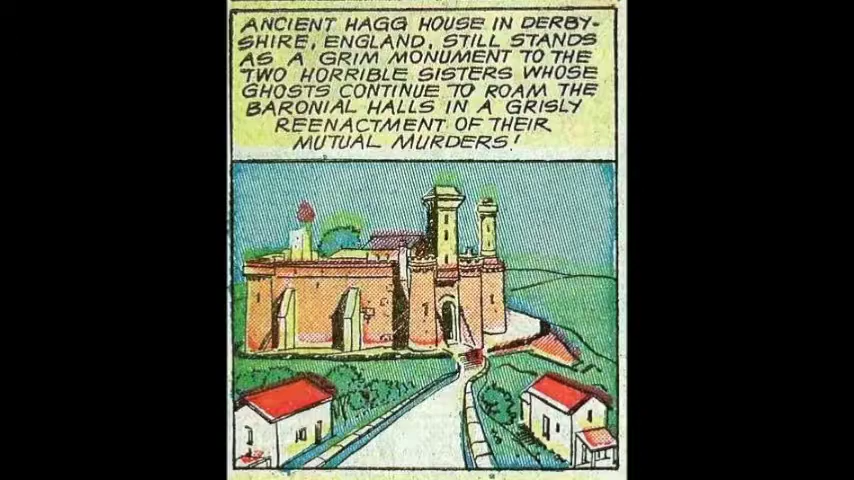 ANCIENT HAGG HOUSE IN DERBY-
SHIRE, ENGLAND, STILL STANDS
AS A GRIM MONUMENT TO THE
TWO HORRIBLE SISTERS WHOSE
GHOSTS CONTINUE TO ROAM THE
BARONIAL HALLS IN A GRISLY
REENACTMENT OF THEIR
MUTUAL MURDERS!